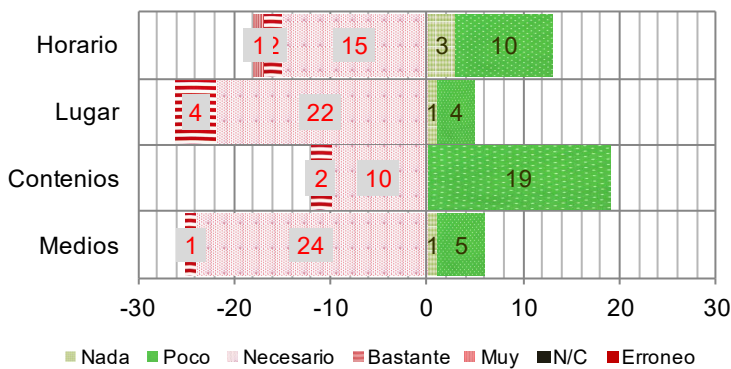 Horario 1 2 15 3 10
Lugar 4 22 1 4
Contenios 2 10 19
Medios 1 24 1 5
-30 -20 -10 0 10 20 30
Nada Poco Necesario Bastante Muy N/C Erroneo